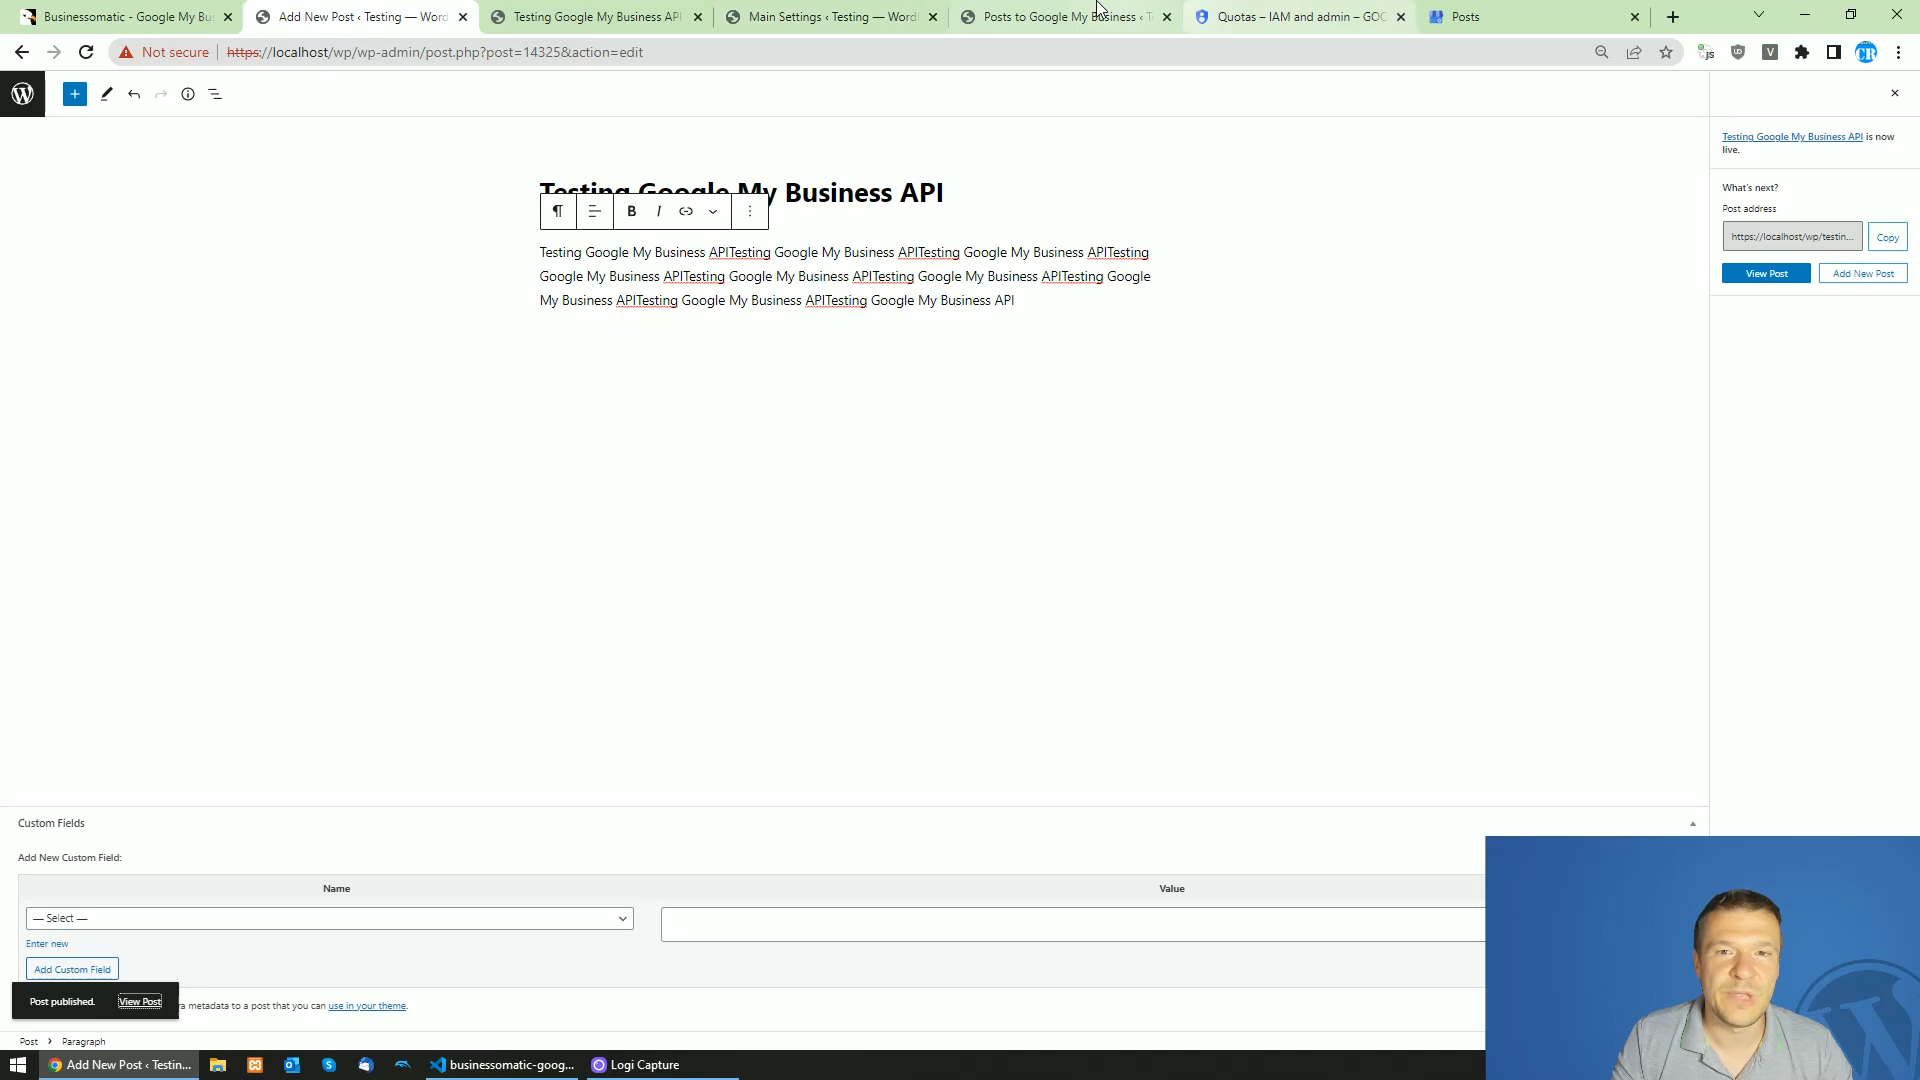 Businessomatic - Google My Bus
Add New Post ‹ Testing — Word
Testing Google My Business API
Main Settings ‹ Testing — Word
Posts to Google My Business ‹ T
Quotas – IAM and admin – GOO
Posts
Not secure
https://localhost/wp/wp-admin/post.php?post=14325&action=edit
Testing Google My Business API is now
live.
What's next?
Post address
https://localhost/wp/testin...
Copy
View Post
Add New Post
Testing Google My Business API
B I
Testing Google My Business APITesting Google My Business APITesting Google My Business APITesting
Google My Business APITesting Google My Business APITesting Google My Business APITesting Google
My Business APITesting Google My Business APITesting Google My Business API
Custom Fields
Add New Custom Field:
Name
Value
— Select —
Enter new
Add Custom Field
Post published.
View Post
a metadata to a post that you can use in your theme.
Post › Paragraph
Add New Post ‹ Testin...
businessomatic-goog...
Logi Capture